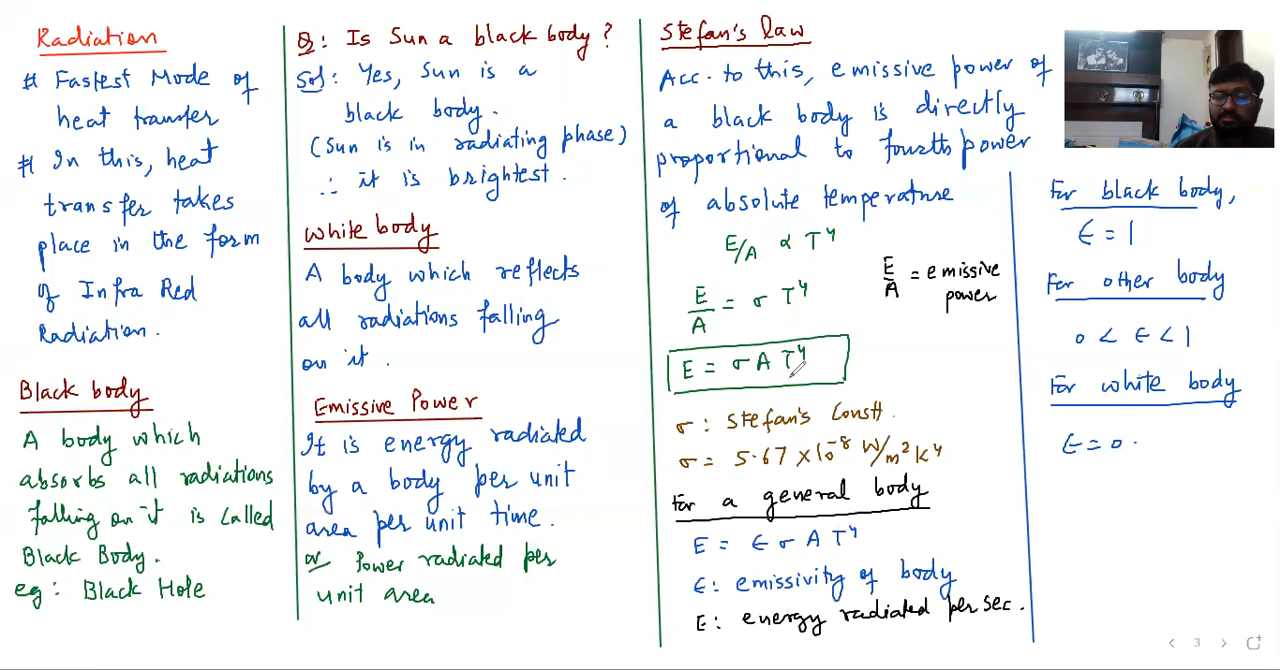 Radiation
# Fastest Mode of
heat transfer
# In this, heat
transfer takes
place in the form
of Infra Red
Radiation.
Black body
A body which
absorbs all radiations
falling on it is called
Black Body.
eg: Black Hole
Q: Is Sun a black body?
Sol: Yes, Sun is a
black body.
(Sun is in radiating phase)
∴ it is brightest.
White body
A body which reflects
all radiations falling
on it.
Emissive Power
It is energy radiated
by a body per unit
area per unit time.
or Power radiated per
unit area
Stefan's law
Acc. to this, emissive power of
a black body is directly
proportional to fourth power
of absolute temperature
E/A ∝ T⁴
E/A = σ T⁴
E/A = emissive
power
E = σ A T⁴
σ: Stefan's Constt.
σ = 5.67 × 10⁻⁸ W/m² K⁴
For a general body
E = ϵ σ A T⁴
ϵ: emissivity of body
E: energy radiated per sec.
For black body,
ϵ = 1
For other body
0 < ϵ < 1
For white body
ϵ = 0.
< 3 >